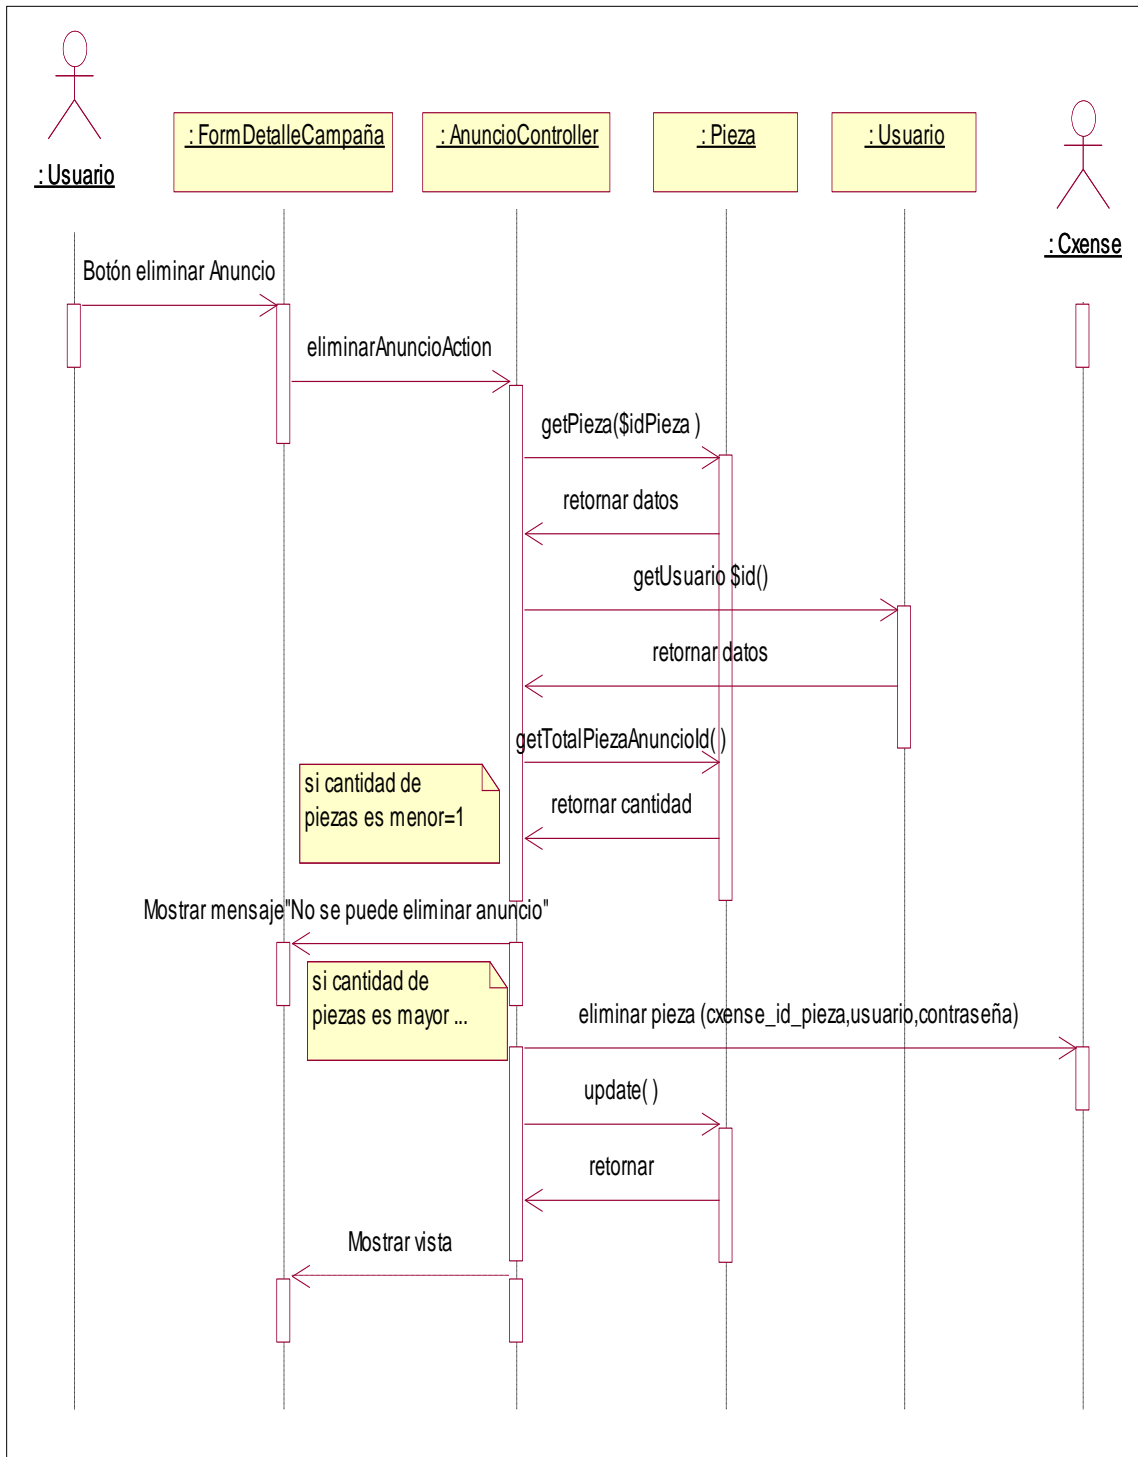 : FormDetalleCampaña
: AnuncioController
: Pieza
: Usuario
: Usuario
: Cxense
Botón eliminar Anuncio
eliminarAnuncioAction
getPieza($idPieza )
retornar datos
getUsuario $id()
retornar datos
getTotalPiezaAnuncioId( )
si cantidad de
piezas es menor=1
retornar cantidad
Mostrar mensaje"No se puede eliminar anuncio"
si cantidad de
piezas es mayor ...
eliminar pieza (cxense_id_pieza,usuario,contraseña)
update( )
retornar
Mostrar vista